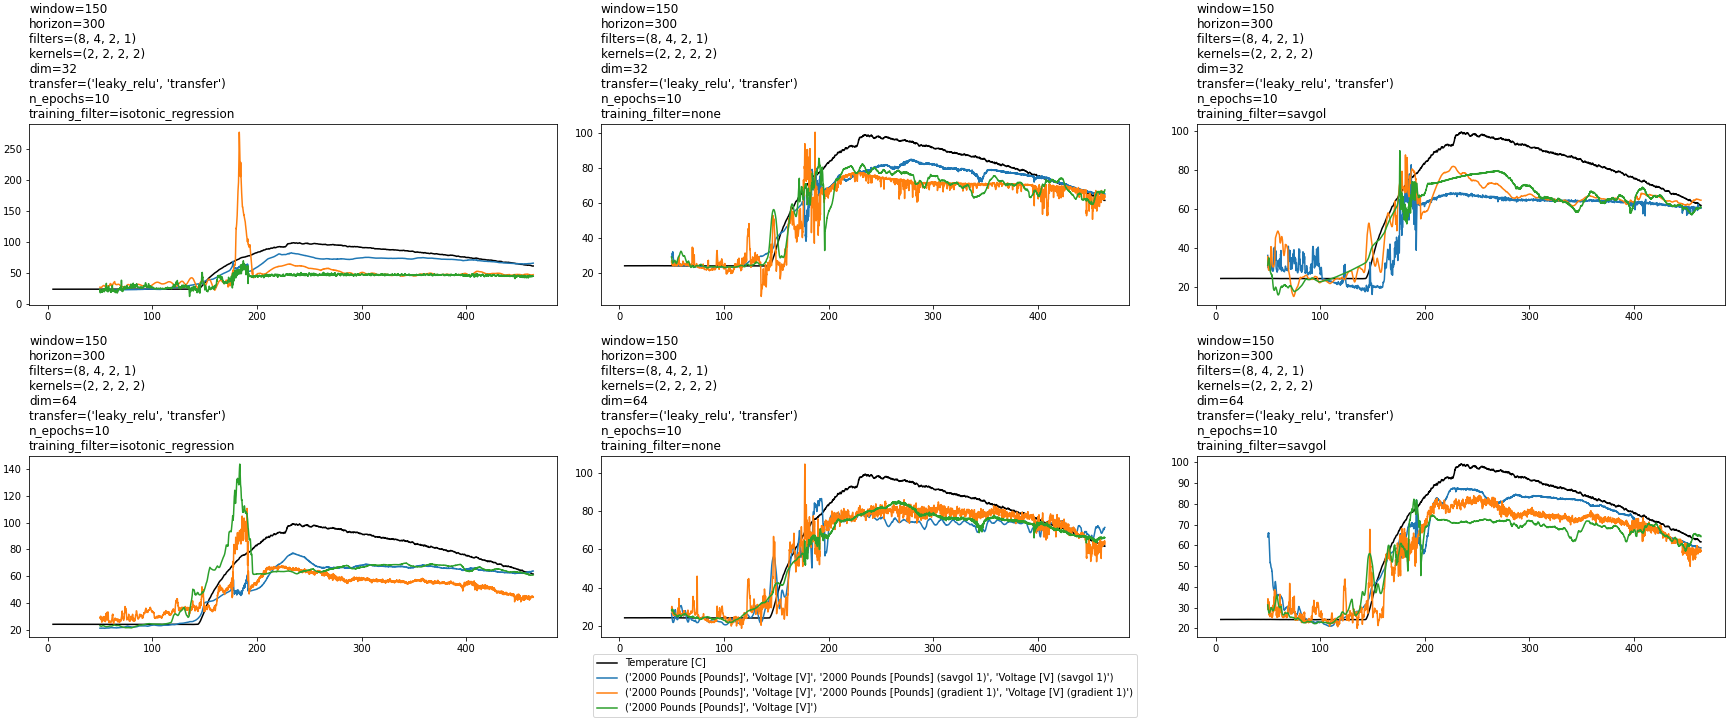 window=150
horizon=300
filters=(8, 4, 2, 1)
kernels=(2, 2, 2, 2)
dim=32
transfer=('leaky_relu', 'transfer')
n_epochs=10
training_filter=isotonic_regression
250
200
150
100
50
0
0 100 200 300 400
window=150
horizon=300
filters=(8, 4, 2, 1)
kernels=(2, 2, 2, 2)
dim=32
transfer=('leaky_relu', 'transfer')
n_epochs=10
training_filter=none
100
80
60
40
20
0 100 200 300 400
window=150
horizon=300
filters=(8, 4, 2, 1)
kernels=(2, 2, 2, 2)
dim=32
transfer=('leaky_relu', 'transfer')
n_epochs=10
training_filter=savgol
100
80
60
40
20
0 100 200 300 400
window=150
horizon=300
filters=(8, 4, 2, 1)
kernels=(2, 2, 2, 2)
dim=64
transfer=('leaky_relu', 'transfer')
n_epochs=10
training_filter=isotonic_regression
140
120
100
80
60
40
20
0 100 200 300 400
window=150
horizon=300
filters=(8, 4, 2, 1)
kernels=(2, 2, 2, 2)
dim=64
transfer=('leaky_relu', 'transfer')
n_epochs=10
training_filter=none
100
80
60
40
20
0 100 200 300 400
window=150
horizon=300
filters=(8, 4, 2, 1)
kernels=(2, 2, 2, 2)
dim=64
transfer=('leaky_relu', 'transfer')
n_epochs=10
training_filter=savgol
100
90
80
70
60
50
40
30
20
0 100 200 300 400
Temperature [C]
('2000 Pounds [Pounds]', 'Voltage [V]', '2000 Pounds [Pounds] (savgol 1)', 'Voltage [V] (savgol 1)')
('2000 Pounds [Pounds]', 'Voltage [V]', '2000 Pounds [Pounds] (gradient 1)', 'Voltage [V] (gradient 1)')
('2000 Pounds [Pounds]', 'Voltage [V]')